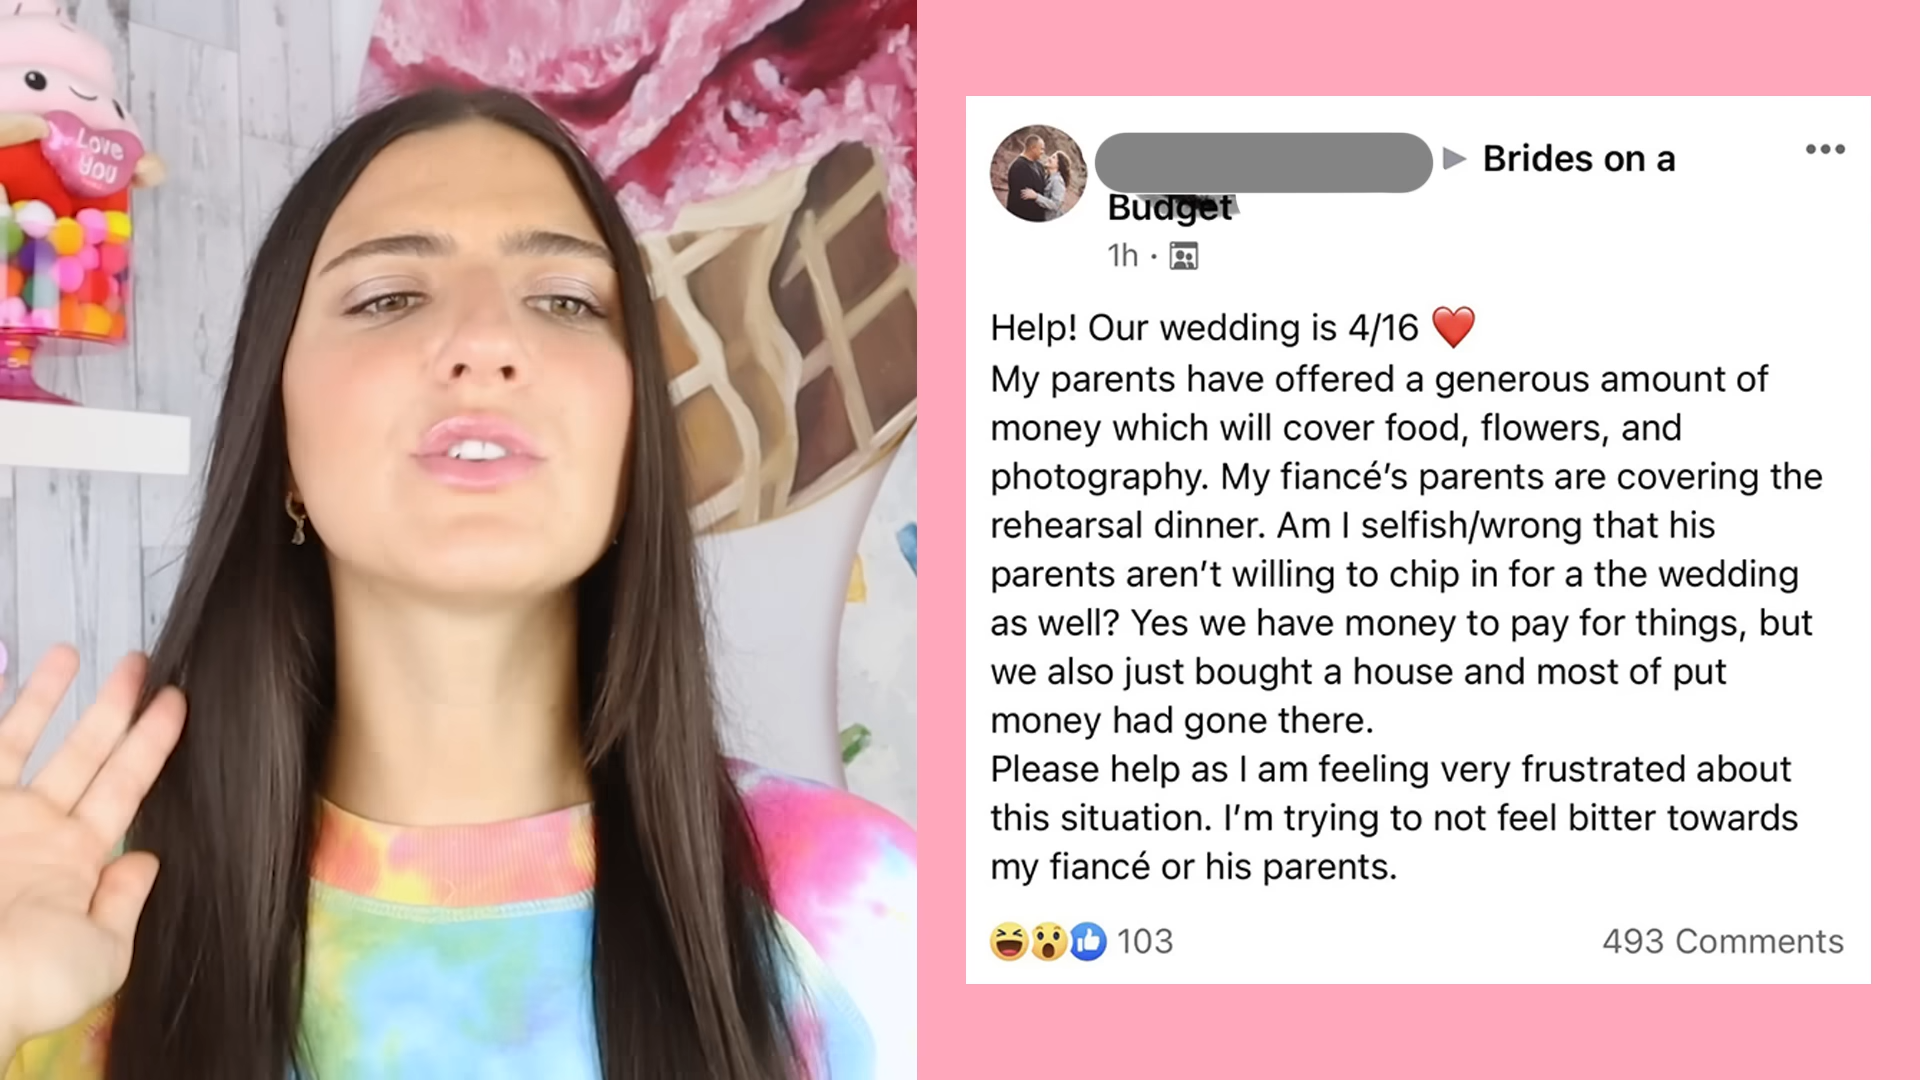 LOVE
YOU
Brides on a
Budget
1h ·
Help! Our wedding is 4/16 ❤️
My parents have offered a generous amount of
money which will cover food, flowers, and
photography. My fiancé’s parents are covering the
rehearsal dinner. Am I selfish/wrong that his
parents aren’t willing to chip in for a the wedding
as well? Yes we have money to pay for things, but
we also just bought a house and most of put
money had gone there.
Please help as I am feeling very frustrated about
this situation. I’m trying to not feel bitter towards
my fiancé or his parents.
103
493 Comments